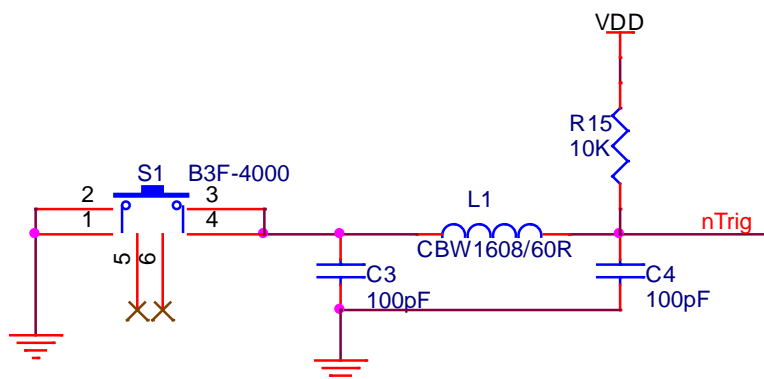 VDD
R15
10K
S1 B3F-4000
2 3
1 4
5 6
L1
CBW1608/60R
nTrig
C3
100pF
C4
100pF